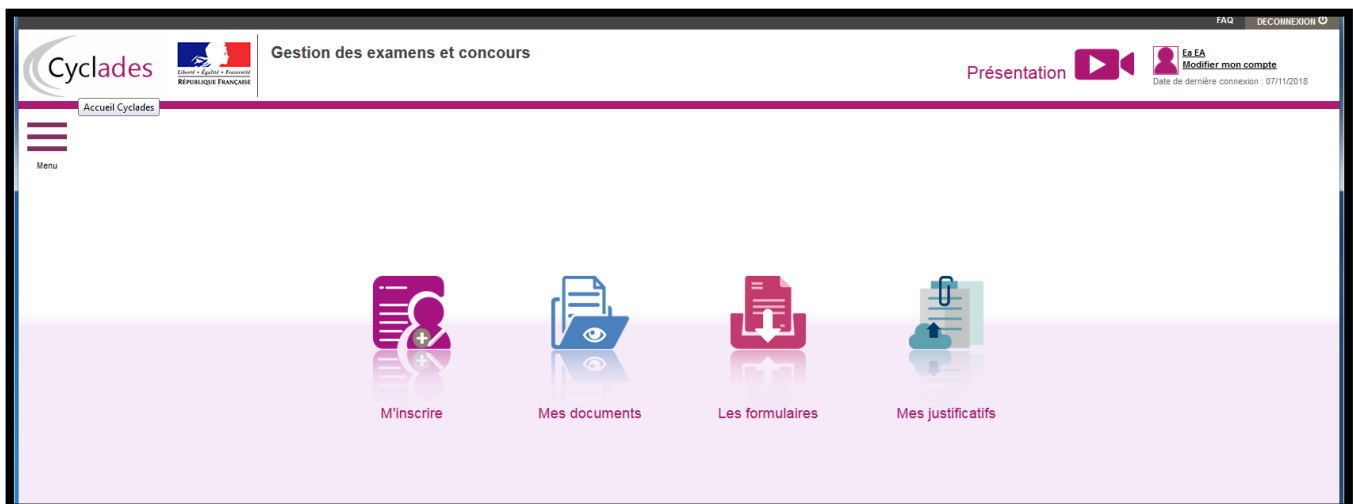 FAQ
DECONNEXION
Cyclades
Liberté • Égalité • Fraternité
RÉPUBLIQUE FRANÇAISE
Gestion des examens et concours
Présentation
Ea EA
Modifier mon compte
Date de dernière connexion : 07/11/2018
Accueil Cyclades
Menu
M'inscrire
Mes documents
Les formulaires
Mes justificatifs